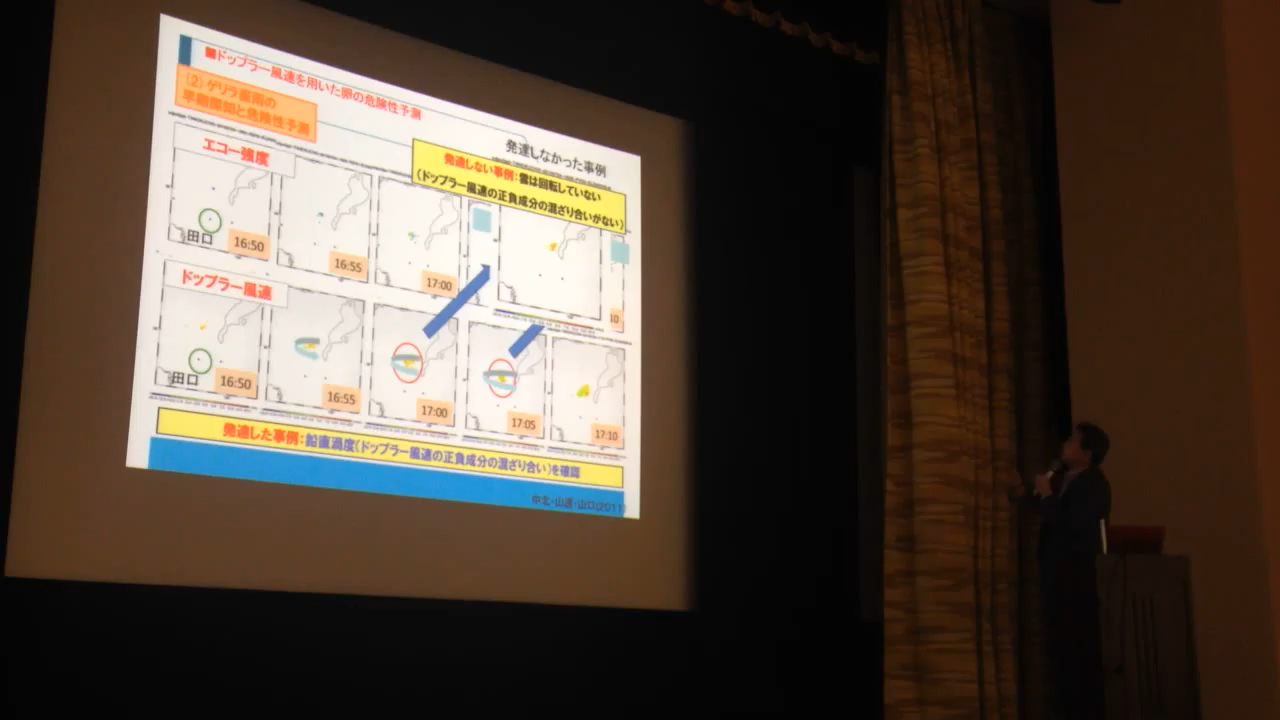 ■ドップラー風速を用いた卵の危険性予測
(2) ゲリラ豪雨の
早期探知と危険性予測
発達しなかった事例
発達しない事例：雲は回転していない
(ドップラー風速の正負成分の混ざり合いがない)
エコー強度
田口
16:50
16:55
17:00
10
ドップラー風速
田口
16:50
16:55
17:00
17:05
17:10
発達した事例：鉛直渦度(ドップラー風速の正負成分の混ざり合い)を確認
中北・山邊・山口(2011)